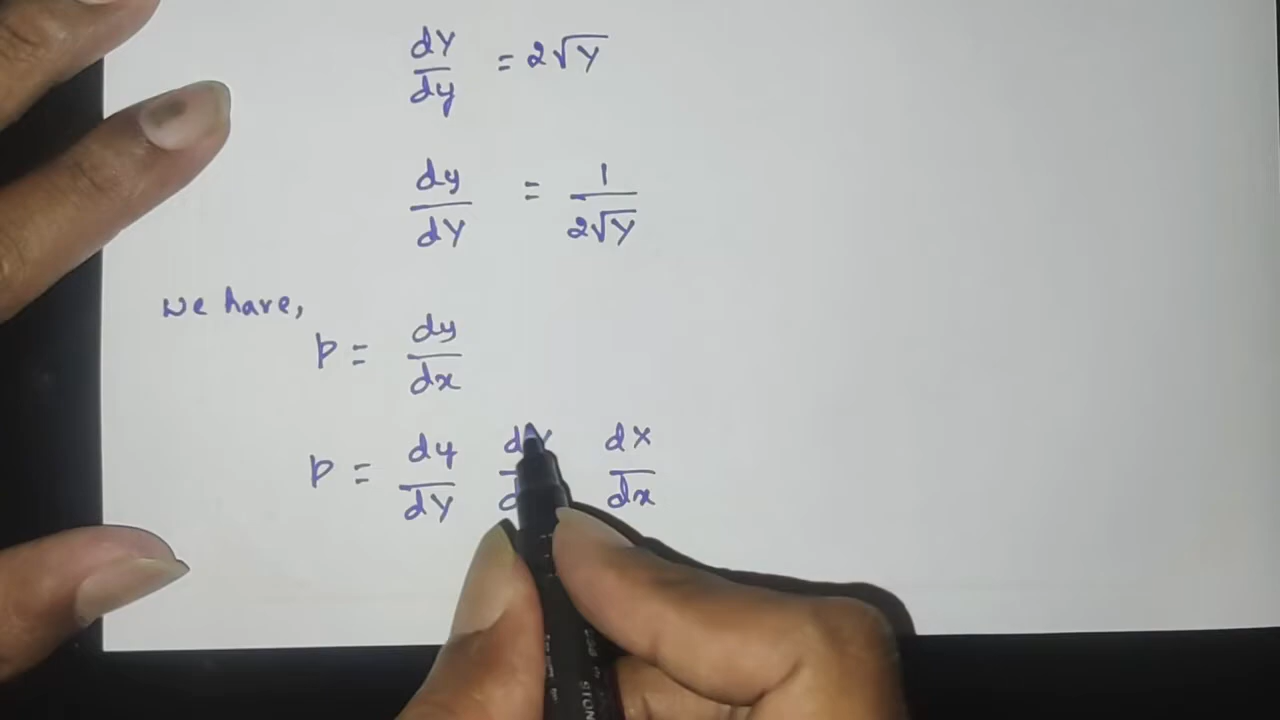 dY/dy = 2√Y
dy/dY = 1/2√Y
we have,
p = dy/dx
p = dy/dY dX/dx